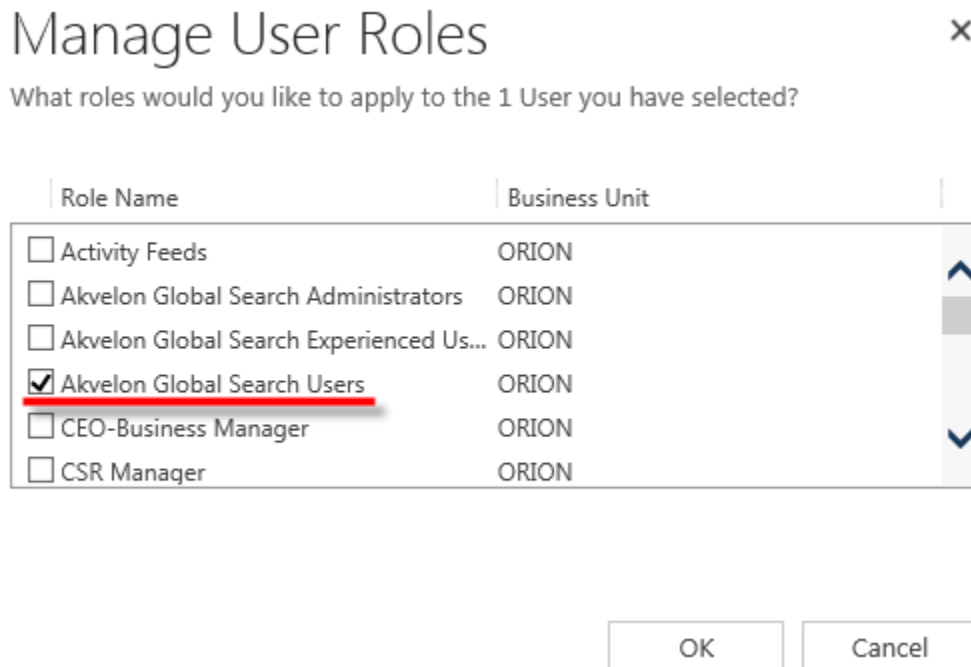 Manage User Roles
What roles would you like to apply to the 1 User you have selected?
Role Name Business Unit
Activity Feeds ORION
Akvelon Global Search Administrators ORION
Akvelon Global Search Experienced Us... ORION
Akvelon Global Search Users ORION
CEO-Business Manager ORION
CSR Manager ORION
OK Cancel